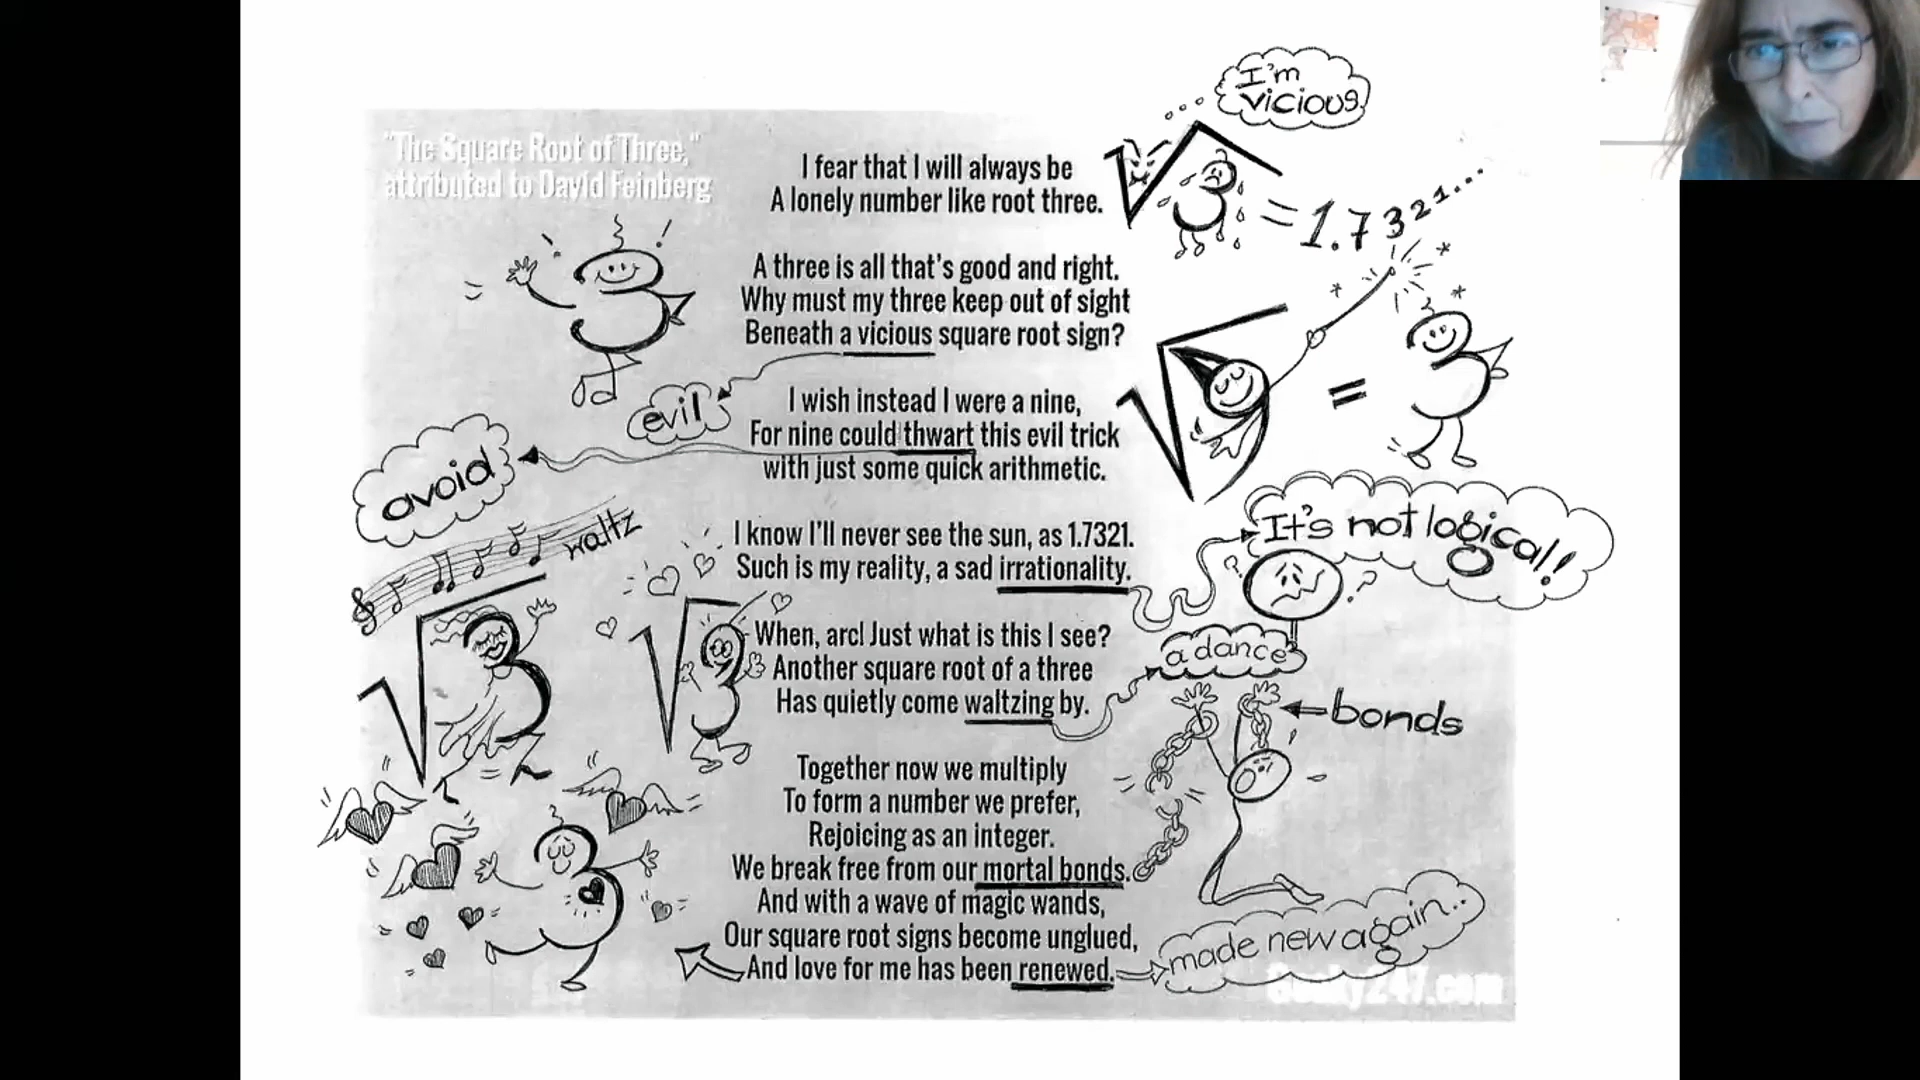 "The Square Root of Three,"
attributed to David Feinberg
I'm
vicious
I fear that I will always be
A lonely number like root three.
√3 = 1.7321...
A three is all that's good and right.
Why must my three keep out of sight
Beneath a vicious square root sign?
evil
√9 = 3
I wish instead I were a nine,
For nine could thwart this evil trick
with just some quick arithmetic.
avoid
waltz
I know I'll never see the sun, as 1.7321.
Such is my reality, a sad irrationality.
It's not logical!
? ?
When, arc! Just what is this I see?
Another square root of a three
Has quietly come waltzing by.
a dance
√3 √3
bonds
Together now we multiply
To form a number we prefer,
Rejoicing as an integer.
We break free from our mortal bonds.
And with a wave of magic wands,
Our square root signs become unglued,
And love for me has been renewed.
made new again..